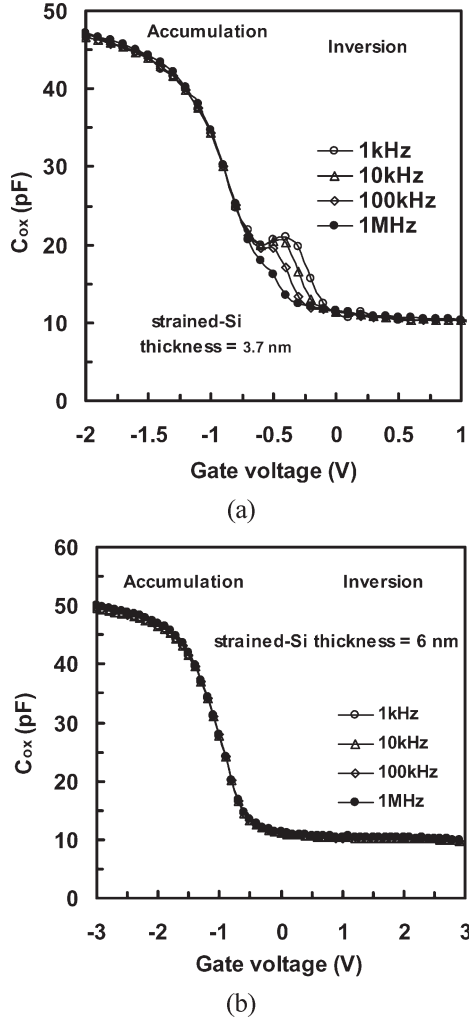 50
40
30
20
10
0
Cox (pF)
Accumulation
Inversion
1kHz
10kHz
100kHz
1MHz
strained-Si
thickness = 3.7 nm
-2 -1.5 -1 -0.5 0 0.5 1
Gate voltage (V)
(a)
60
50
40
30
20
10
0
Cox (pF)
Accumulation Inversion
strained-Si thickness = 6 nm
1kHz
10kHz
100kHz
1MHz
-3 -2 -1 0 1 2 3
Gate voltage (V)
(b)